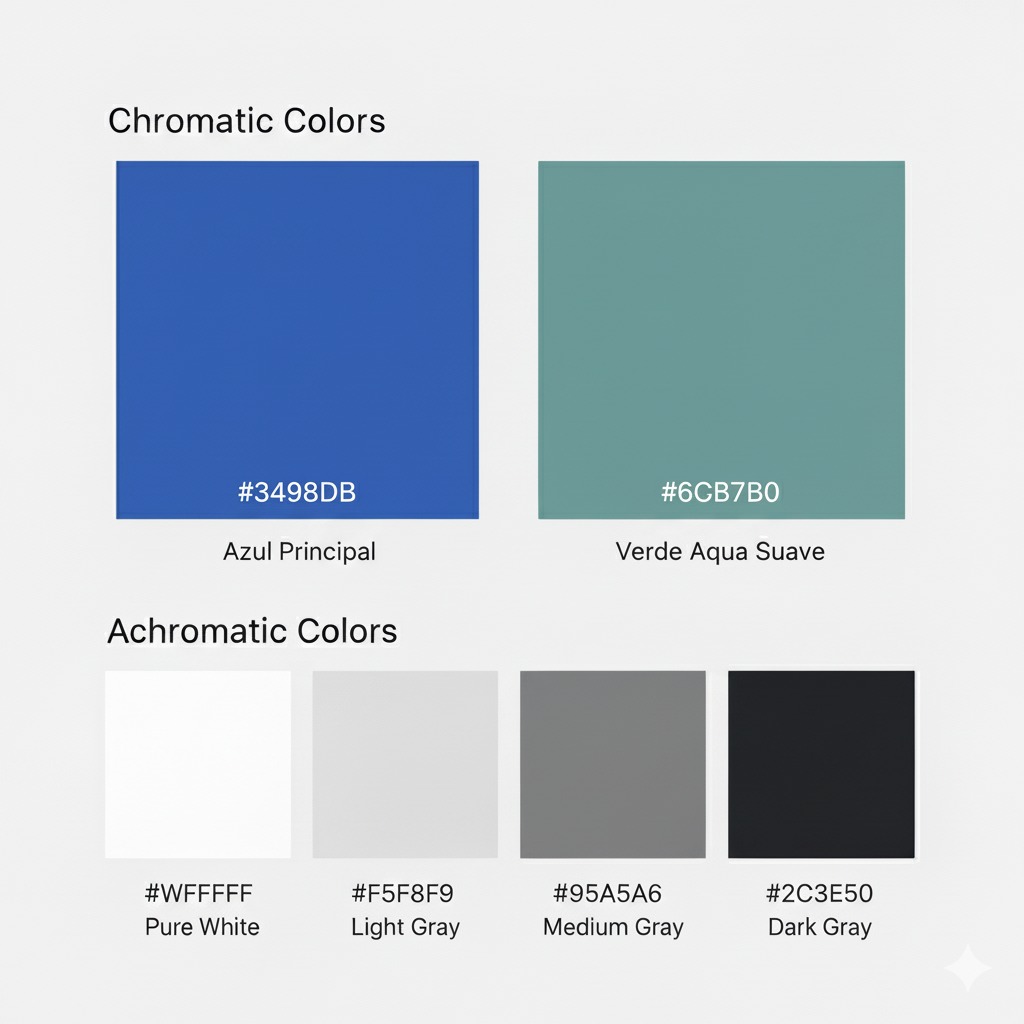 Chromatic Colors
#3498DB
#6CB7B0
Azul Principal
Verde Aqua Suave
Achromatic Colors
#WFFFFF
#F5F8F9
#95A5A6
#2C3E50
Pure White
Light Gray
Medium Gray
Dark Gray